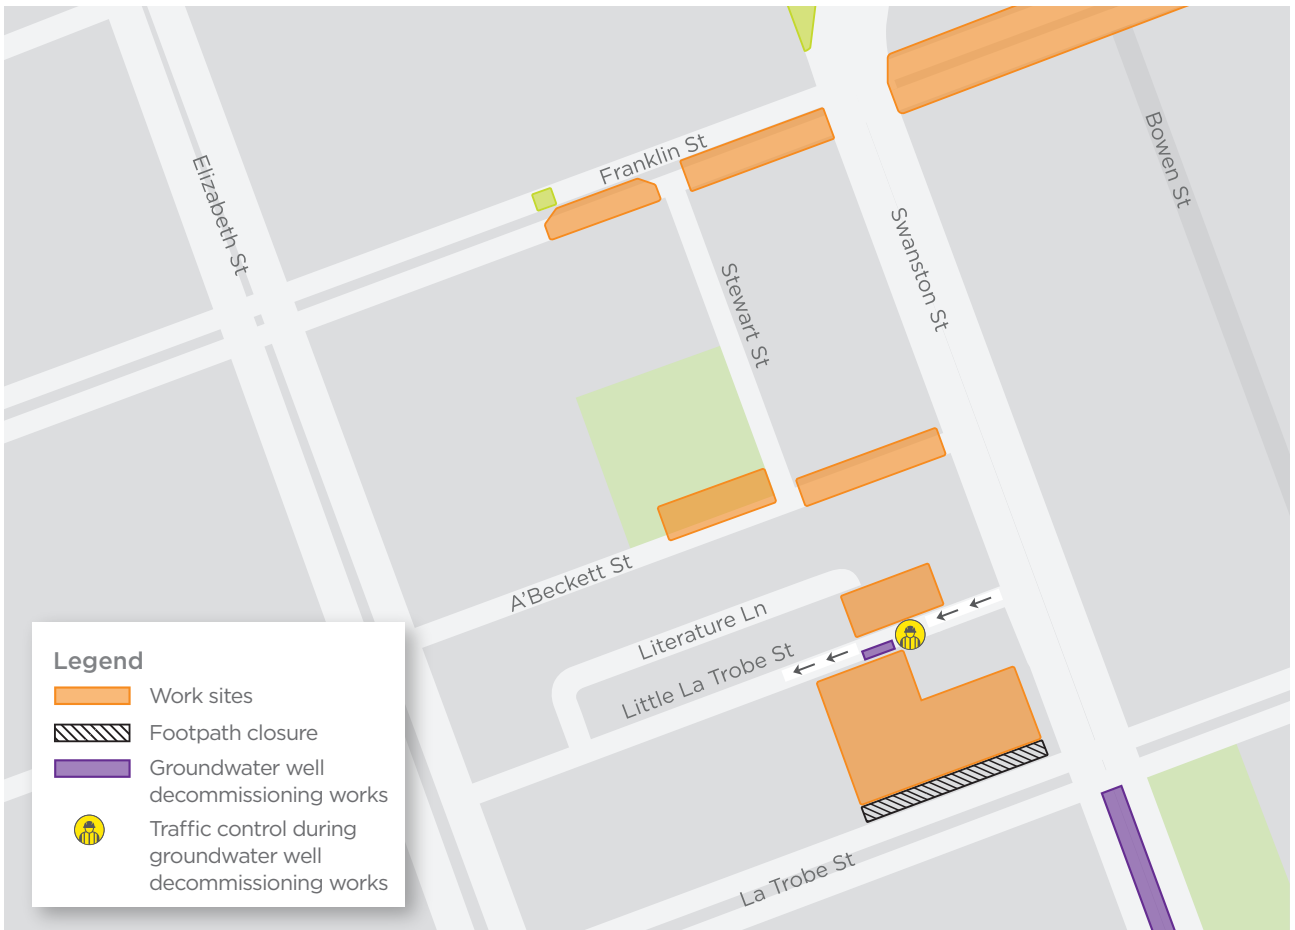 Elizabeth St
Franklin St
Bowen St
Swanston St
Stewart St
A'Beckett St
Literature Ln
Little La Trobe St
La Trobe St
Legend
Work sites
Footpath closure
Groundwater well
decommissioning works
Traffic control during
groundwater well
decommissioning works